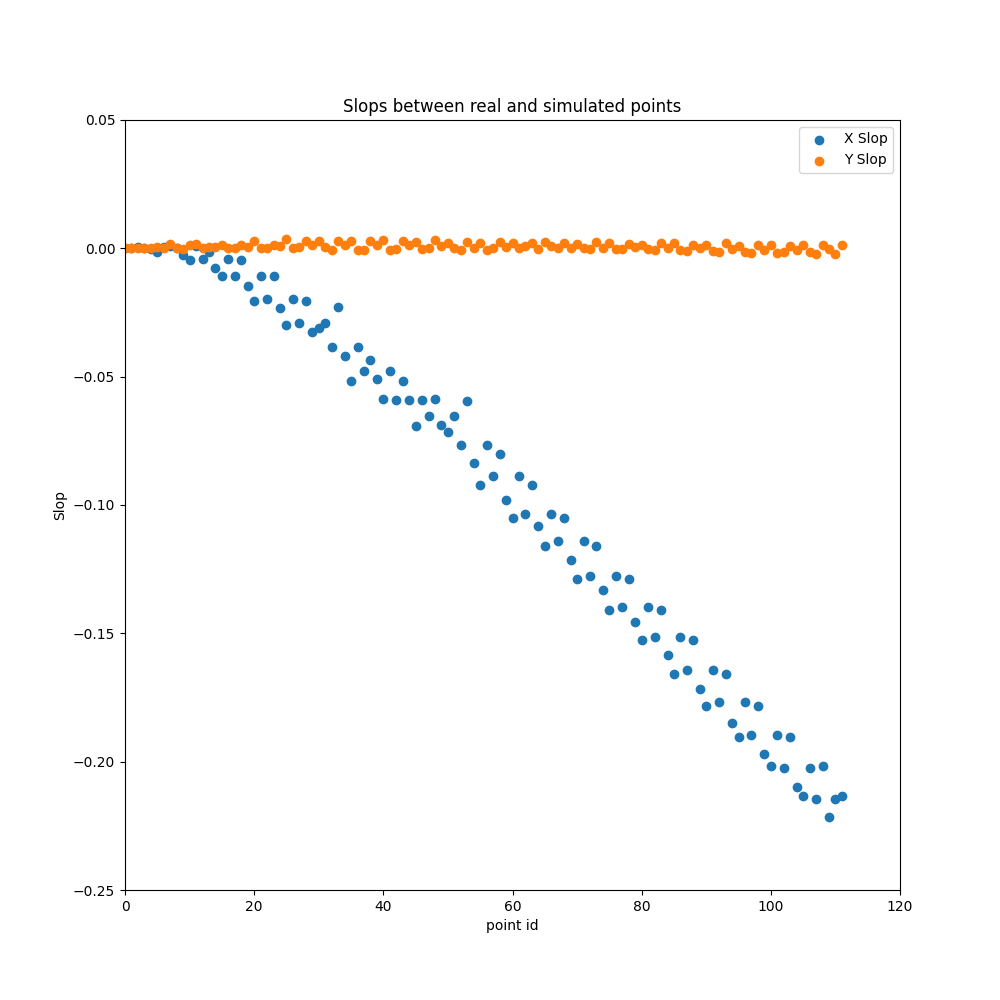 Slops between real and simulated points
X Slop
Y Slop
0.05
0.00
−0.05
−0.10
−0.15
−0.20
−0.25
Slop
0 20 40 60 80 100 120
point id